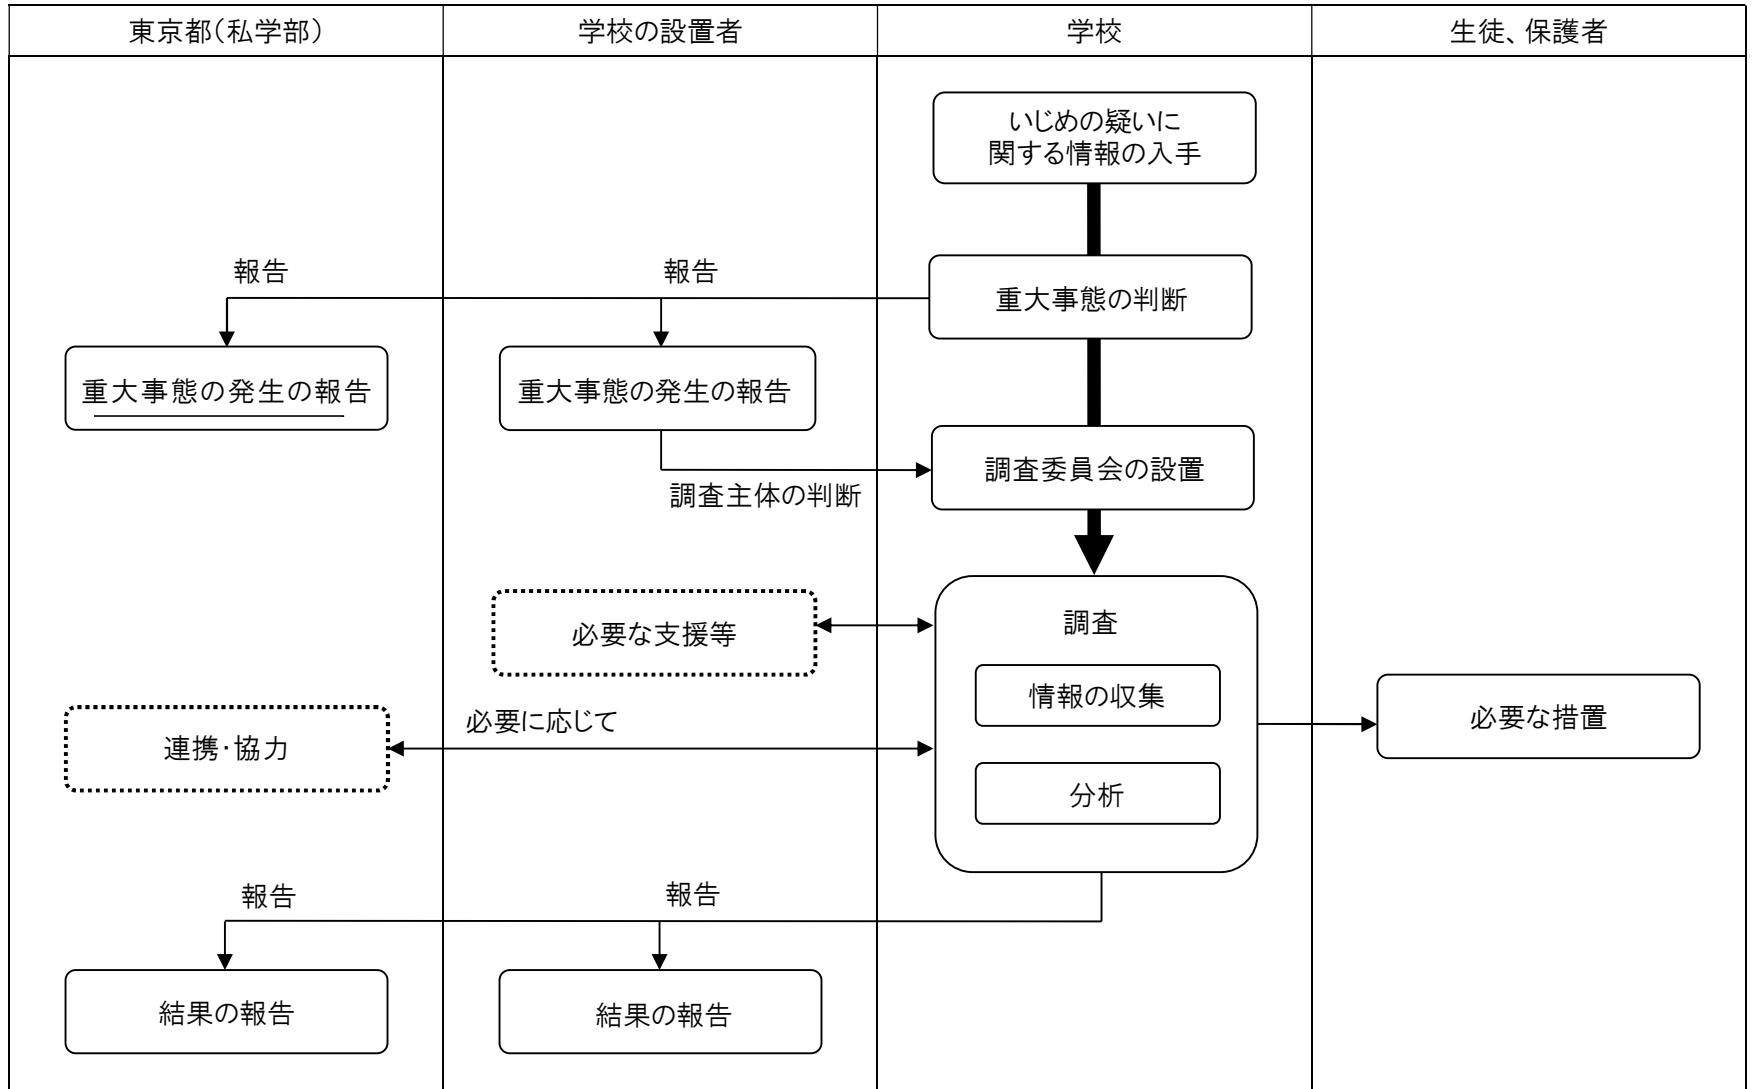 東京都（私学部）
学校の設置者
学校
生徒、保護者
いじめの疑いに
関する情報の入手
報告
報告
重大事態の判断
重大事態の発生の報告
重大事態の発生の報告
調査委員会の設置
調査主体の判断
調査
必要な支援等
情報の収集
必要に応じて
必要な措置
連携・協力
分析
報告
報告
結果の報告
結果の報告